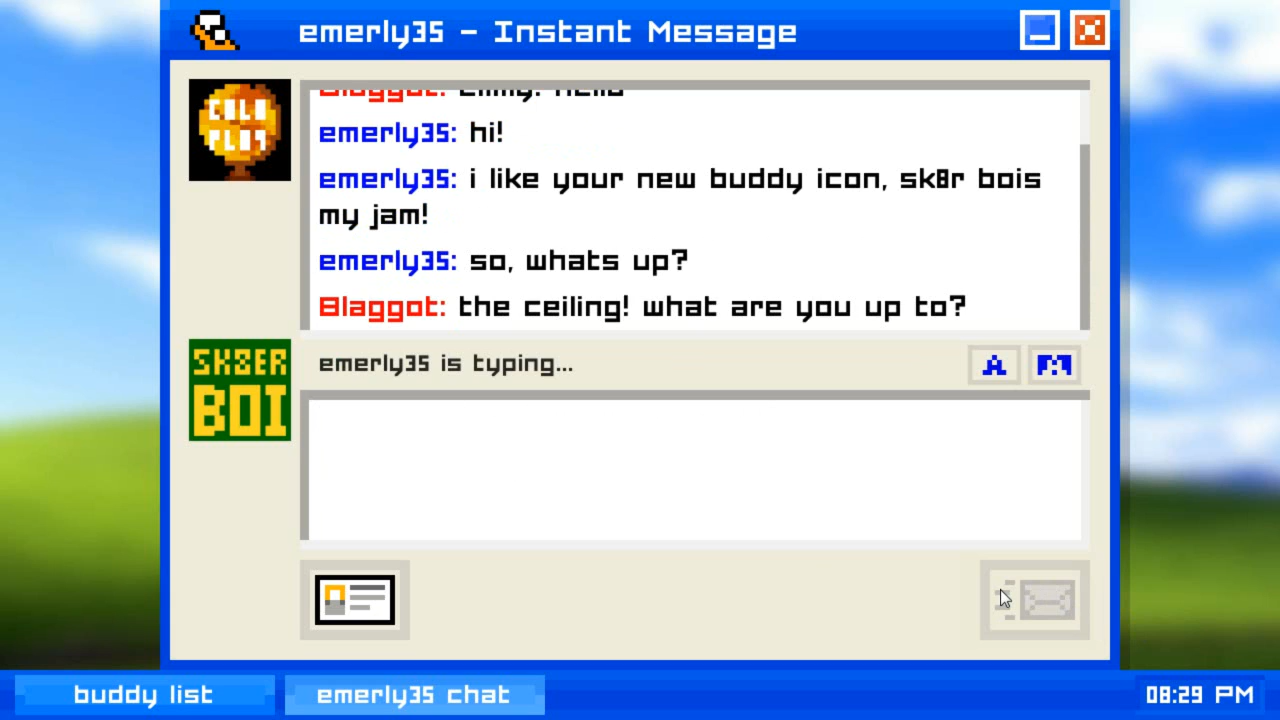 emerly35 - Instant Message
COLD
PLAY
emerly35: hi!
emerly35: i like your new buddy icon, sk8r bois
my jam!
emerly35: so, whats up?
Blaggot: the ceiling! what are you up to?
SK8ER
BOI
emerly35 is typing...
A
buddy list
emerly35 chat
08:29 PM